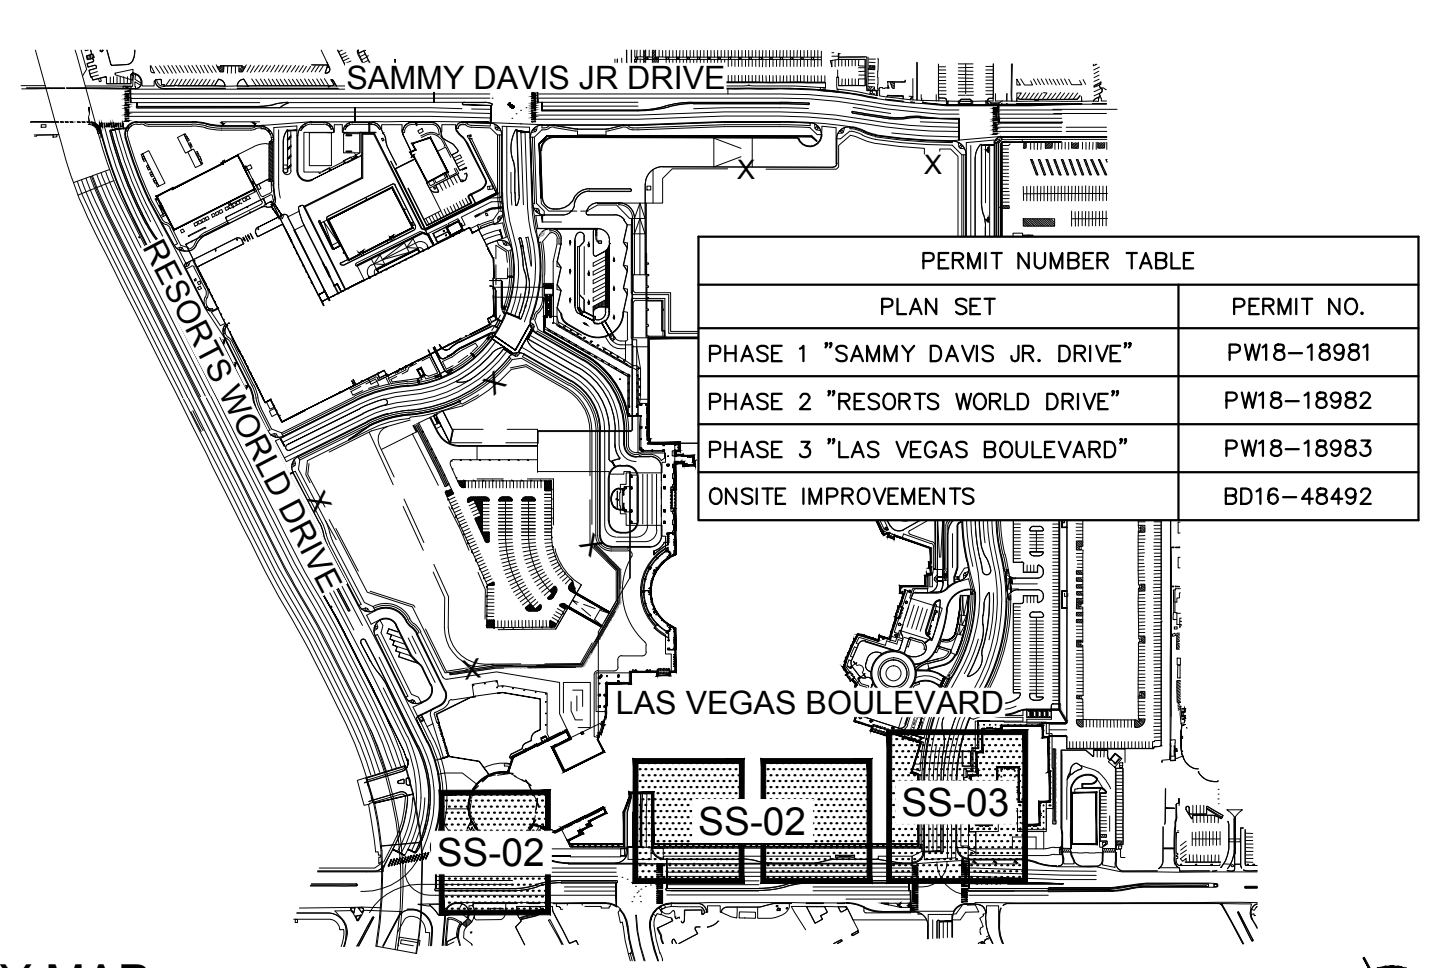 SAMMY DAVIS JR DRIVE
RESORTS WORLD DRIVE
PERMIT NUMBER TABLE
PLAN SET PERMIT NO.
PHASE 1 "SAMMY DAVIS JR. DRIVE" PW18-18981
PHASE 2 "RESORTS WORLD DRIVE" PW18-18982
PHASE 3 "LAS VEGAS BOULEVARD" PW18-18983
ONSITE IMPROVEMENTS BD16-48492
LAS VEGAS BOULEVARD
SS-02
SS-02
SS-03
Y MAP